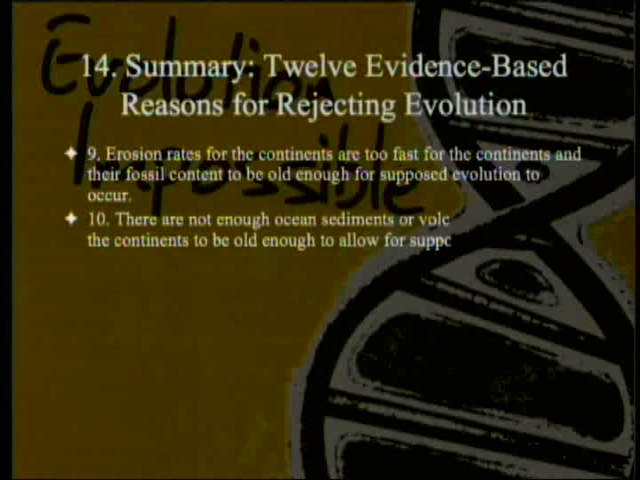 Evolution
Impossible
14. Summary: Twelve Evidence-Based
Reasons for Rejecting Evolution
9. Erosion rates for the continents are too fast for the continents and
their fossil content to be old enough for supposed evolution to
occur.
10. There are not enough ocean sediments or volc
the continents to be old enough to allow for suppo